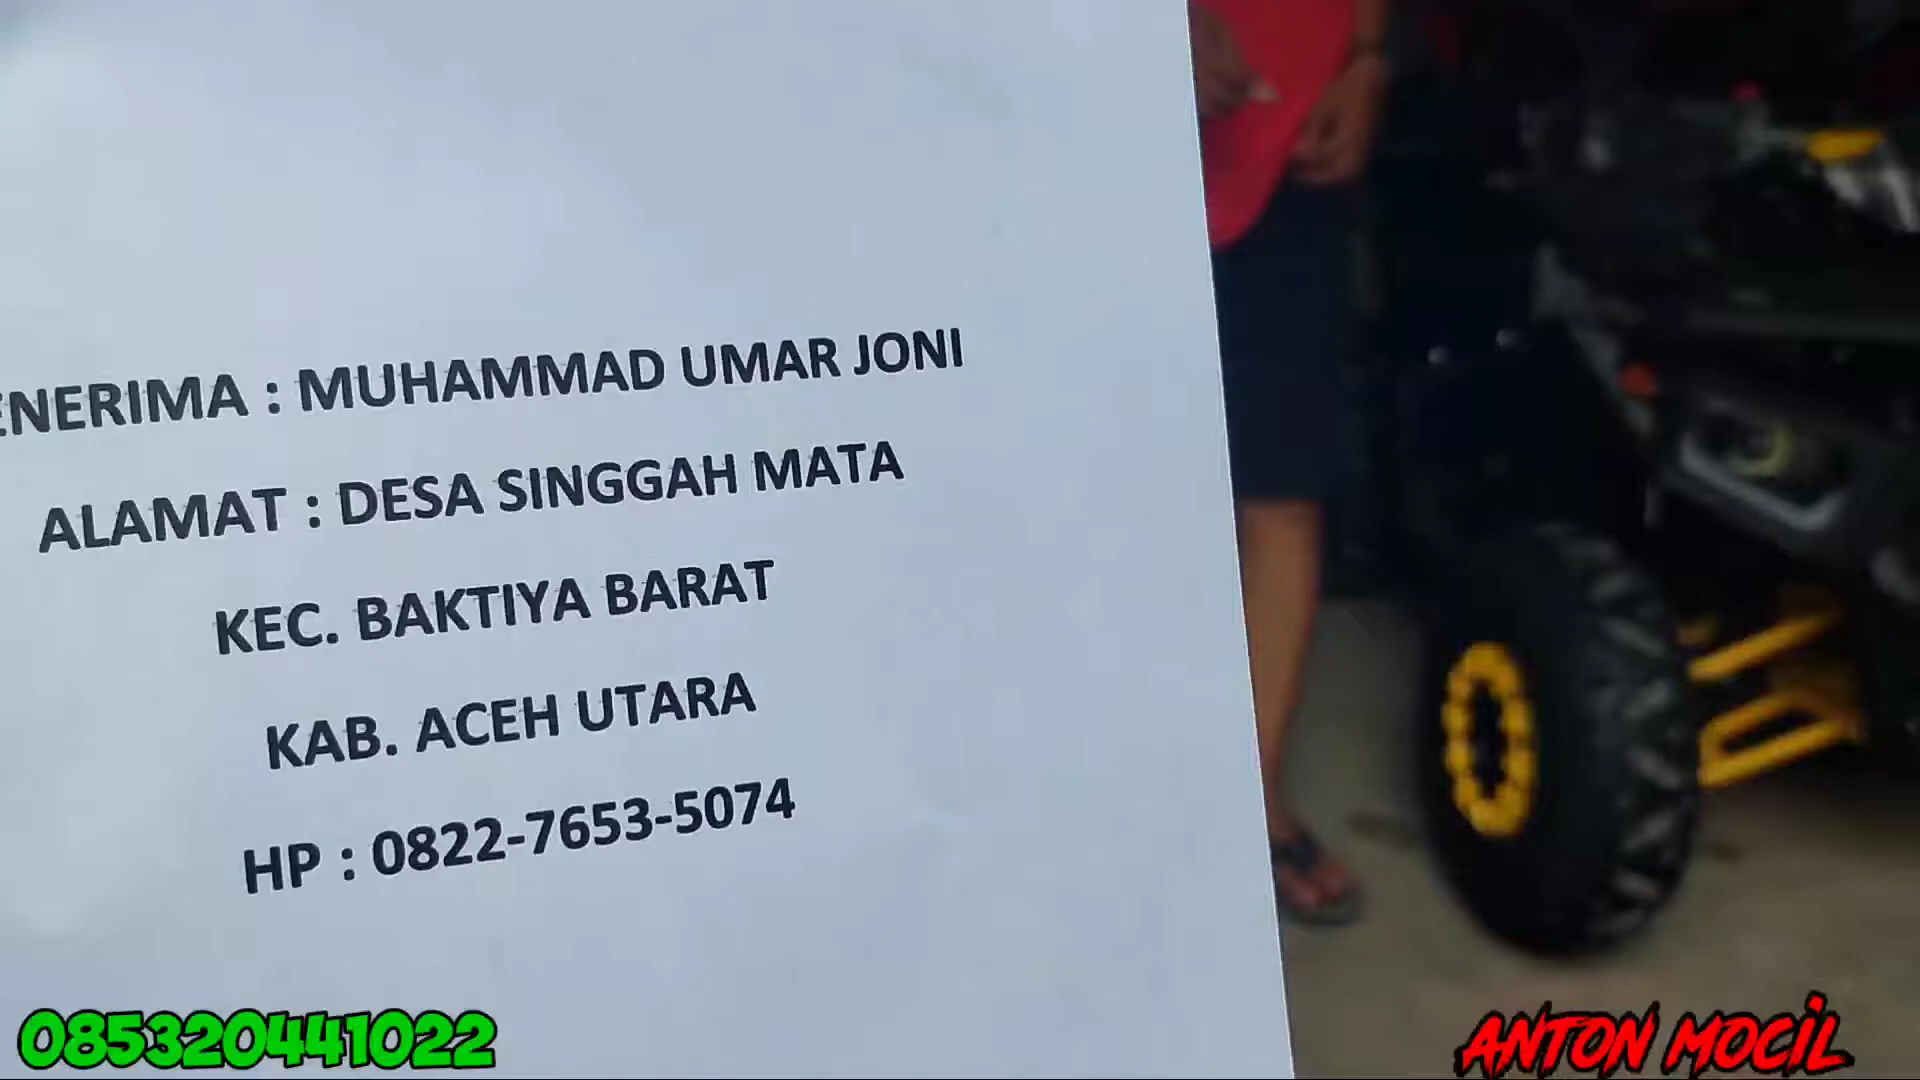 ENERIMA : MUHAMMAD UMAR JONI
ALAMAT : DESA SINGGAH MATA
KEC. BAKTIYA BARAT
KAB. ACEH UTARA
HP : 0822-7653-5074
085320441022
ANTON MOCIL